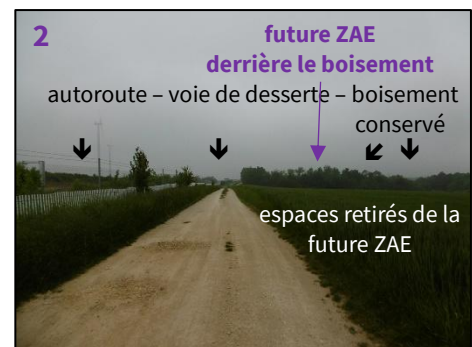 2
future ZAE
derrière le boisement
autoroute – voie de desserte – boisement
conservé
espaces retirés de la
future ZAE